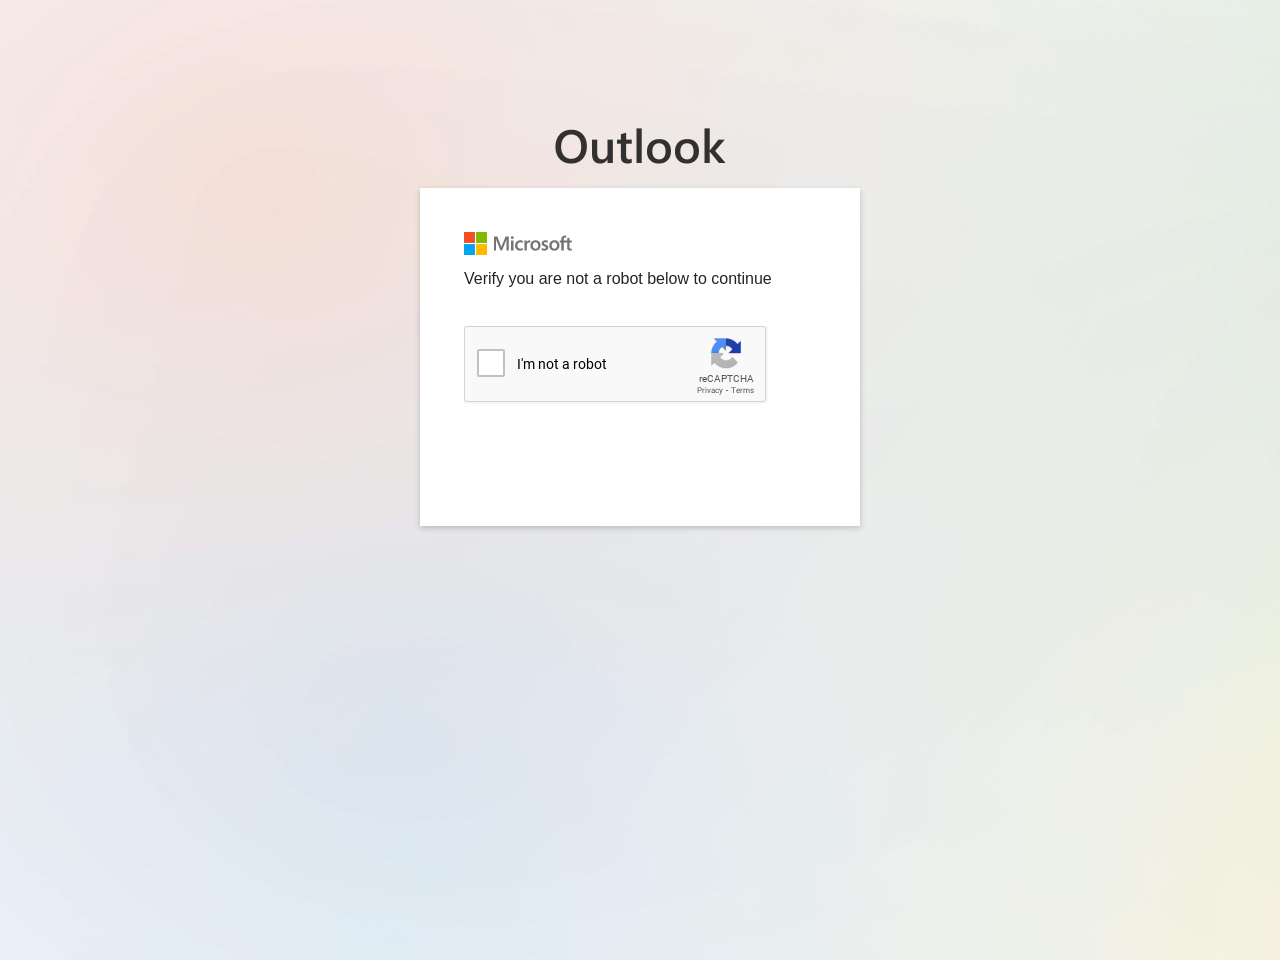 Outlook
Microsoft
Verify you are not a robot below to continue
I'm not a robot
reCAPTCHA
Privacy - Terms